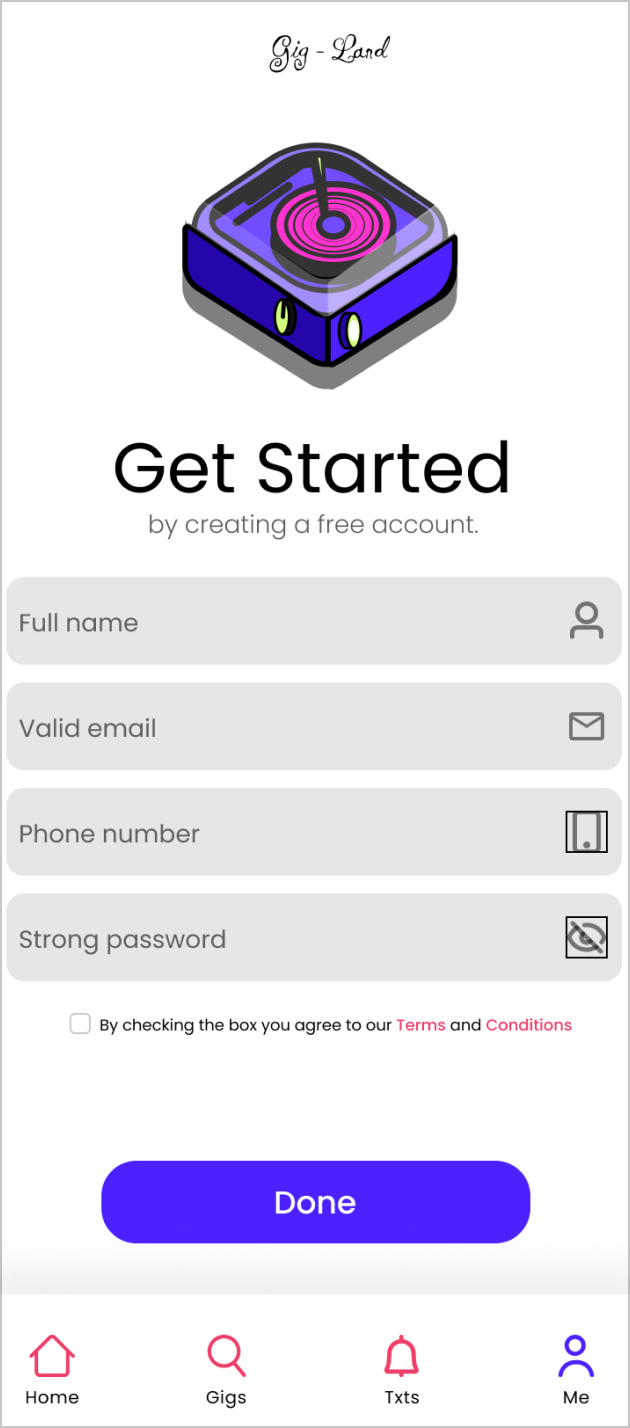 Gig - Land
Get Started
by creating a free account.
Full name
Valid email
Phone number
Strong password
By checking the box you agree to our Terms and Conditions
Done
Home Gigs Txts Me